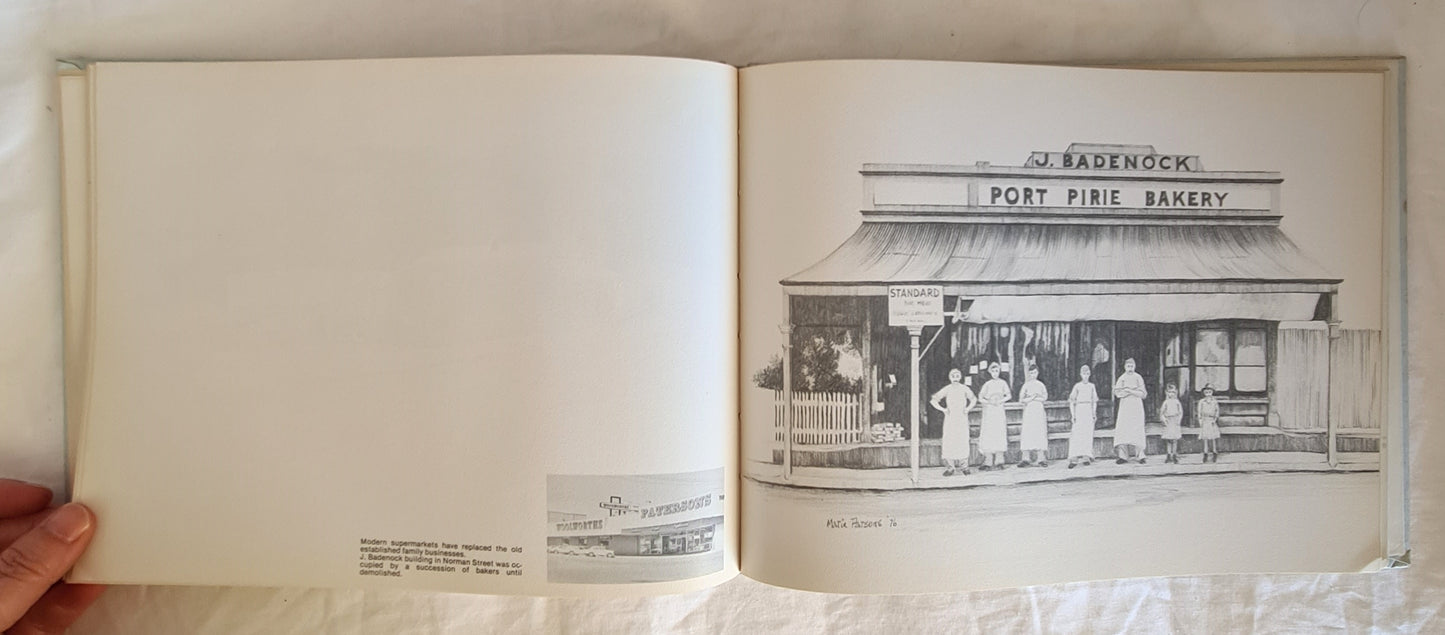 Modern supermarkets have replaced the old
established family businesses.
J. Badenock building in Norman Street was oc-
cupied by a succession of bakers until
demolished.
WOOLWORTHS
PATERSONS
J. BADENOCK
PORT PIRIE BAKERY
STANDARD
Marie Parsons '76